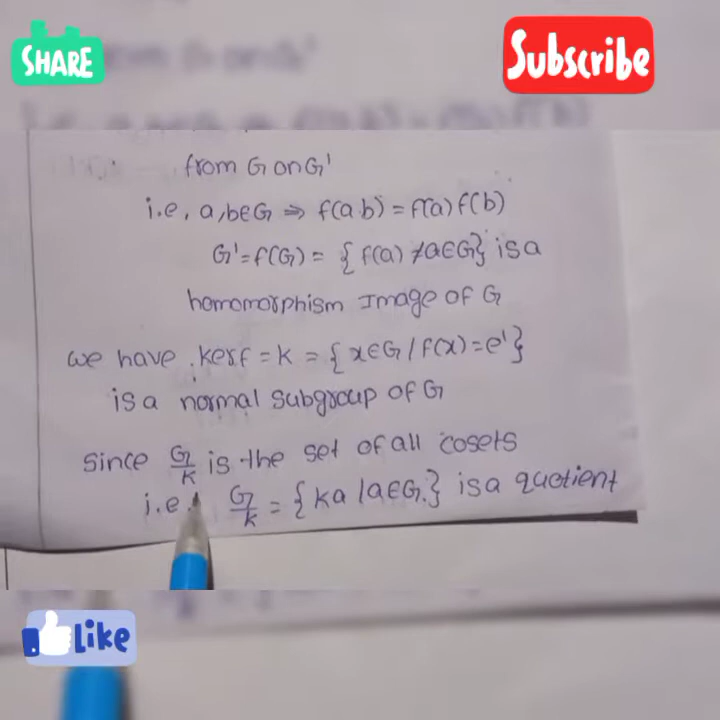 SHARE
Subscribe
from G on G'
i.e, a,b∈G ⇒ f(a.b) = f(a) f(b)
G' = f(G) = { f(a) / a∈G } is a
homomorphism Image of G
we have kerf = k = { x∈G / f(x) = e' }
is a normal subgroup of G
since G/k is the set of all cosets
i.e. G/k = { ka / a∈G. } is a quotient
Like